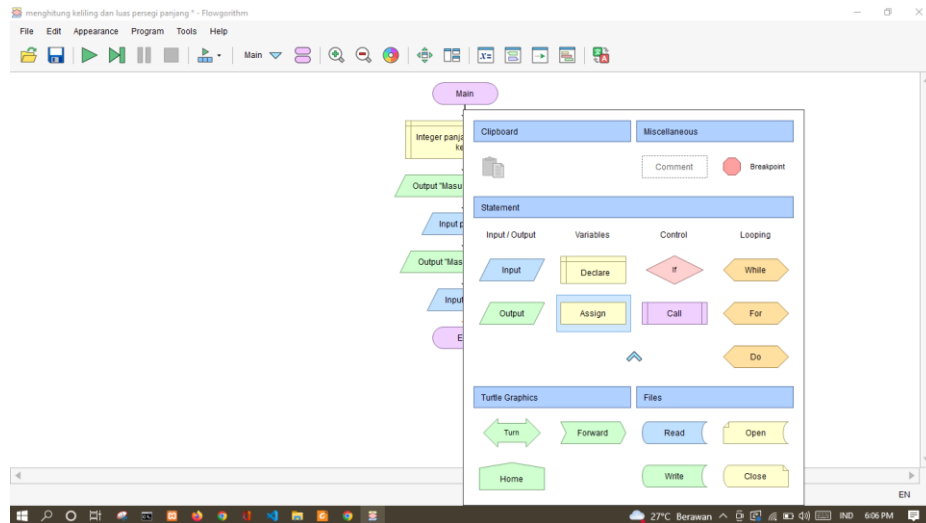 menghitung keliling dan luas persegi panjang * - Flowgorithm
File Edit Appearance Program Tools Help
Main
x=
Main
Integer panja
ke
Output "Masu
Input p
Output "Mas
Input
E
Clipboard Miscellaneous
Comment Breakpoint
Statement
Input / Output Variables Control Looping
Input Declare If While
Output Assign Call For
Do
Turtle Graphics Files
Turn Forward Read Open
Home Write Close
EN
27°C Berawan IND 6:06 PM